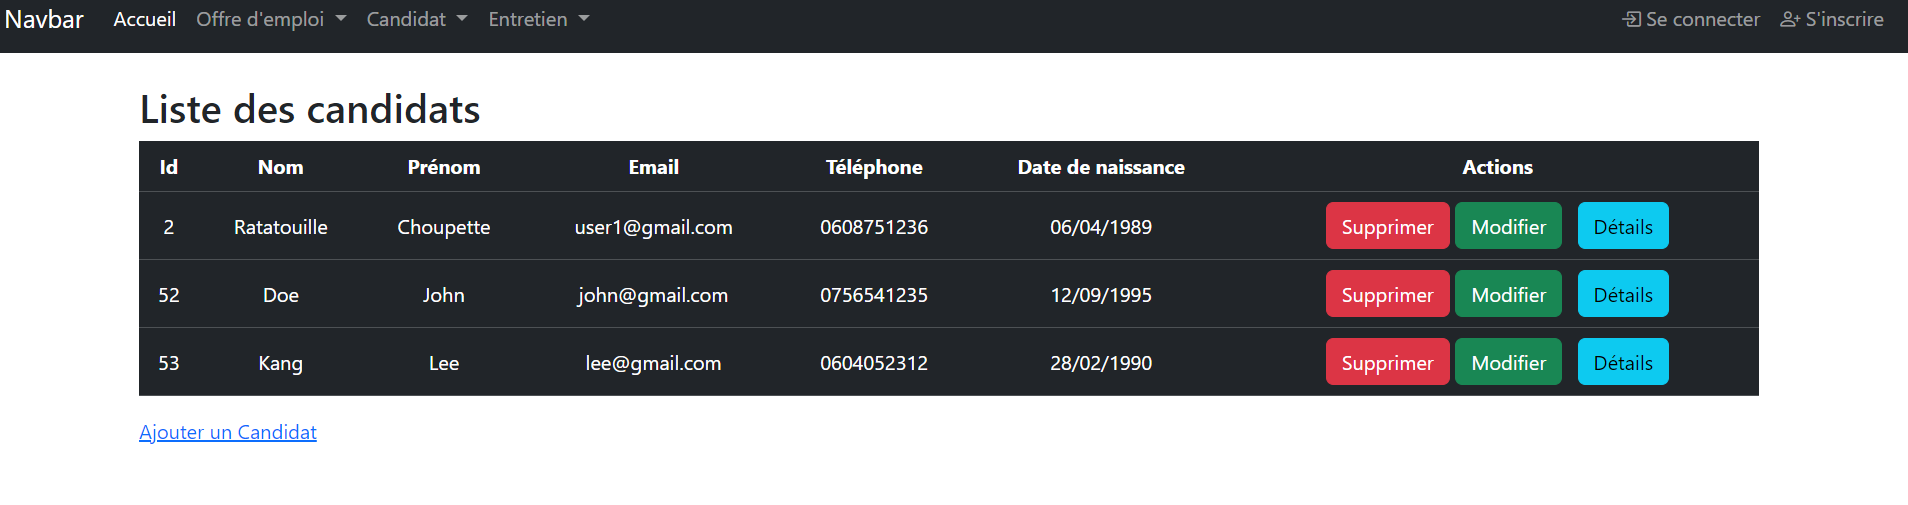 Navbar Accueil Offre d'emploi Candidat Entretien Se connecter S'inscrire
Liste des candidats
Id Nom Prénom Email Téléphone Date de naissance Actions
2 Ratatouille Choupette user1@gmail.com 0608751236 06/04/1989 Supprimer Modifier Détails
52 Doe John john@gmail.com 0756541235 12/09/1995 Supprimer Modifier Détails
53 Kang Lee lee@gmail.com 0604052312 28/02/1990 Supprimer Modifier Détails
Ajouter un Candidat